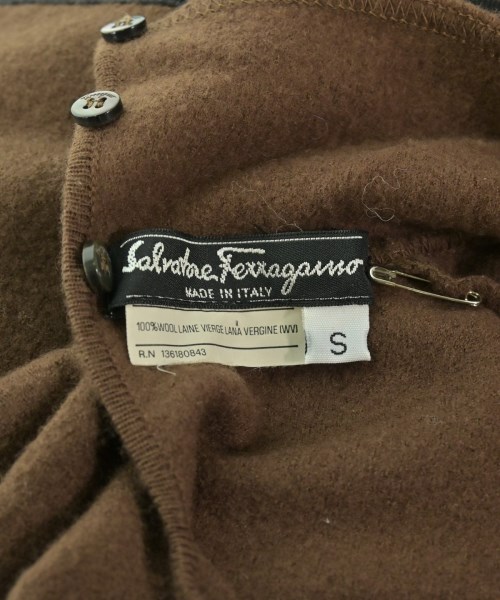 Salvatore Ferragamo
MADE IN ITALY
100% WOOL LAINE VIERGE LANA VERGINE (WV)
R.N 136180843
S